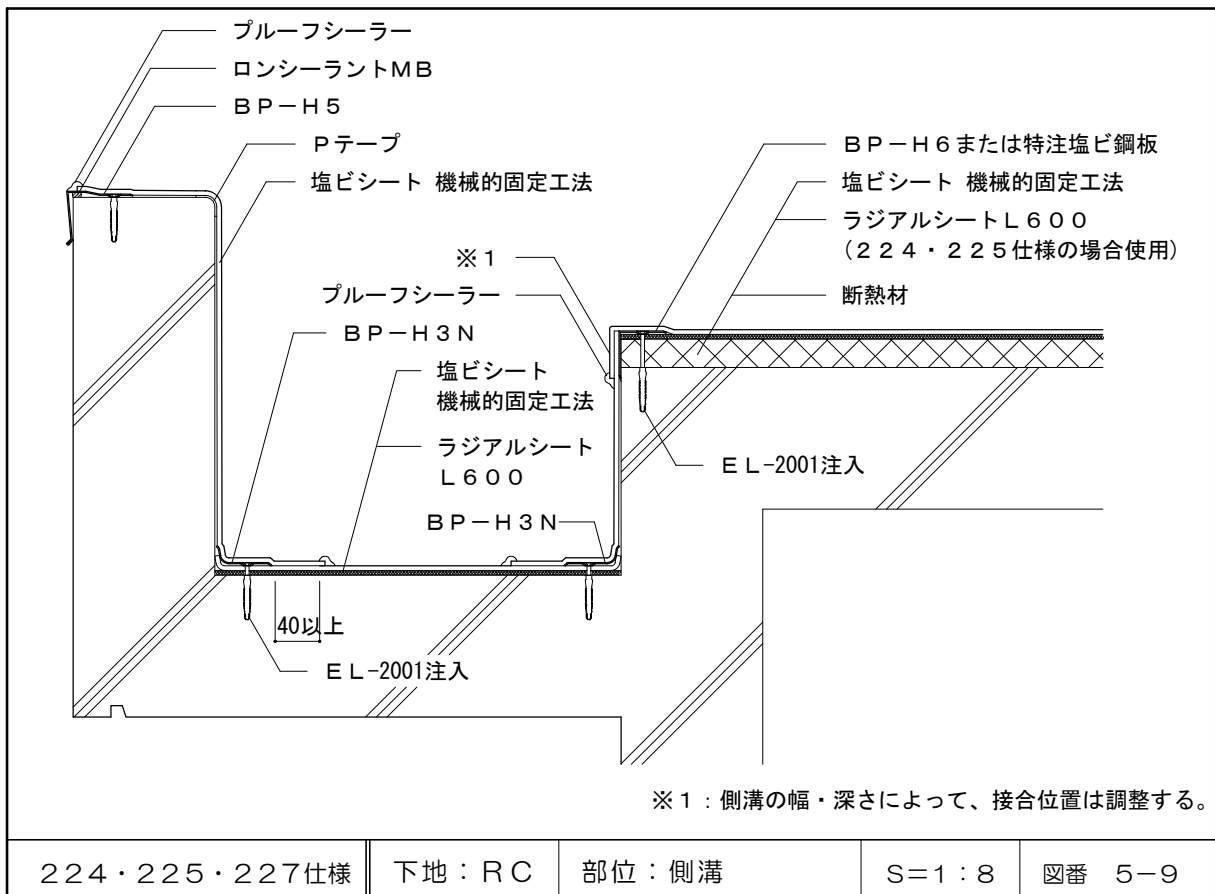 プルーフシーラー
ロンシーラントMB
BP-H5
Pテープ
塩ビシート 機械的固定工法
BP-H6または特注塩ビ鋼板
塩ビシート 機械的固定工法
ラジアルシートL600
(224・225仕様の場合使用)
断熱材
※1
プルーフシーラー
BP-H3N
塩ビシート
機械的固定工法
ラジアルシート
L600
BP-H3N
EL-2001注入
40以上
EL-2001注入
※1:側溝の幅・深さによって、接合位置は調整する。
224・225・227仕様 下地:RC 部位:側溝 S=1:8 図番 5-9